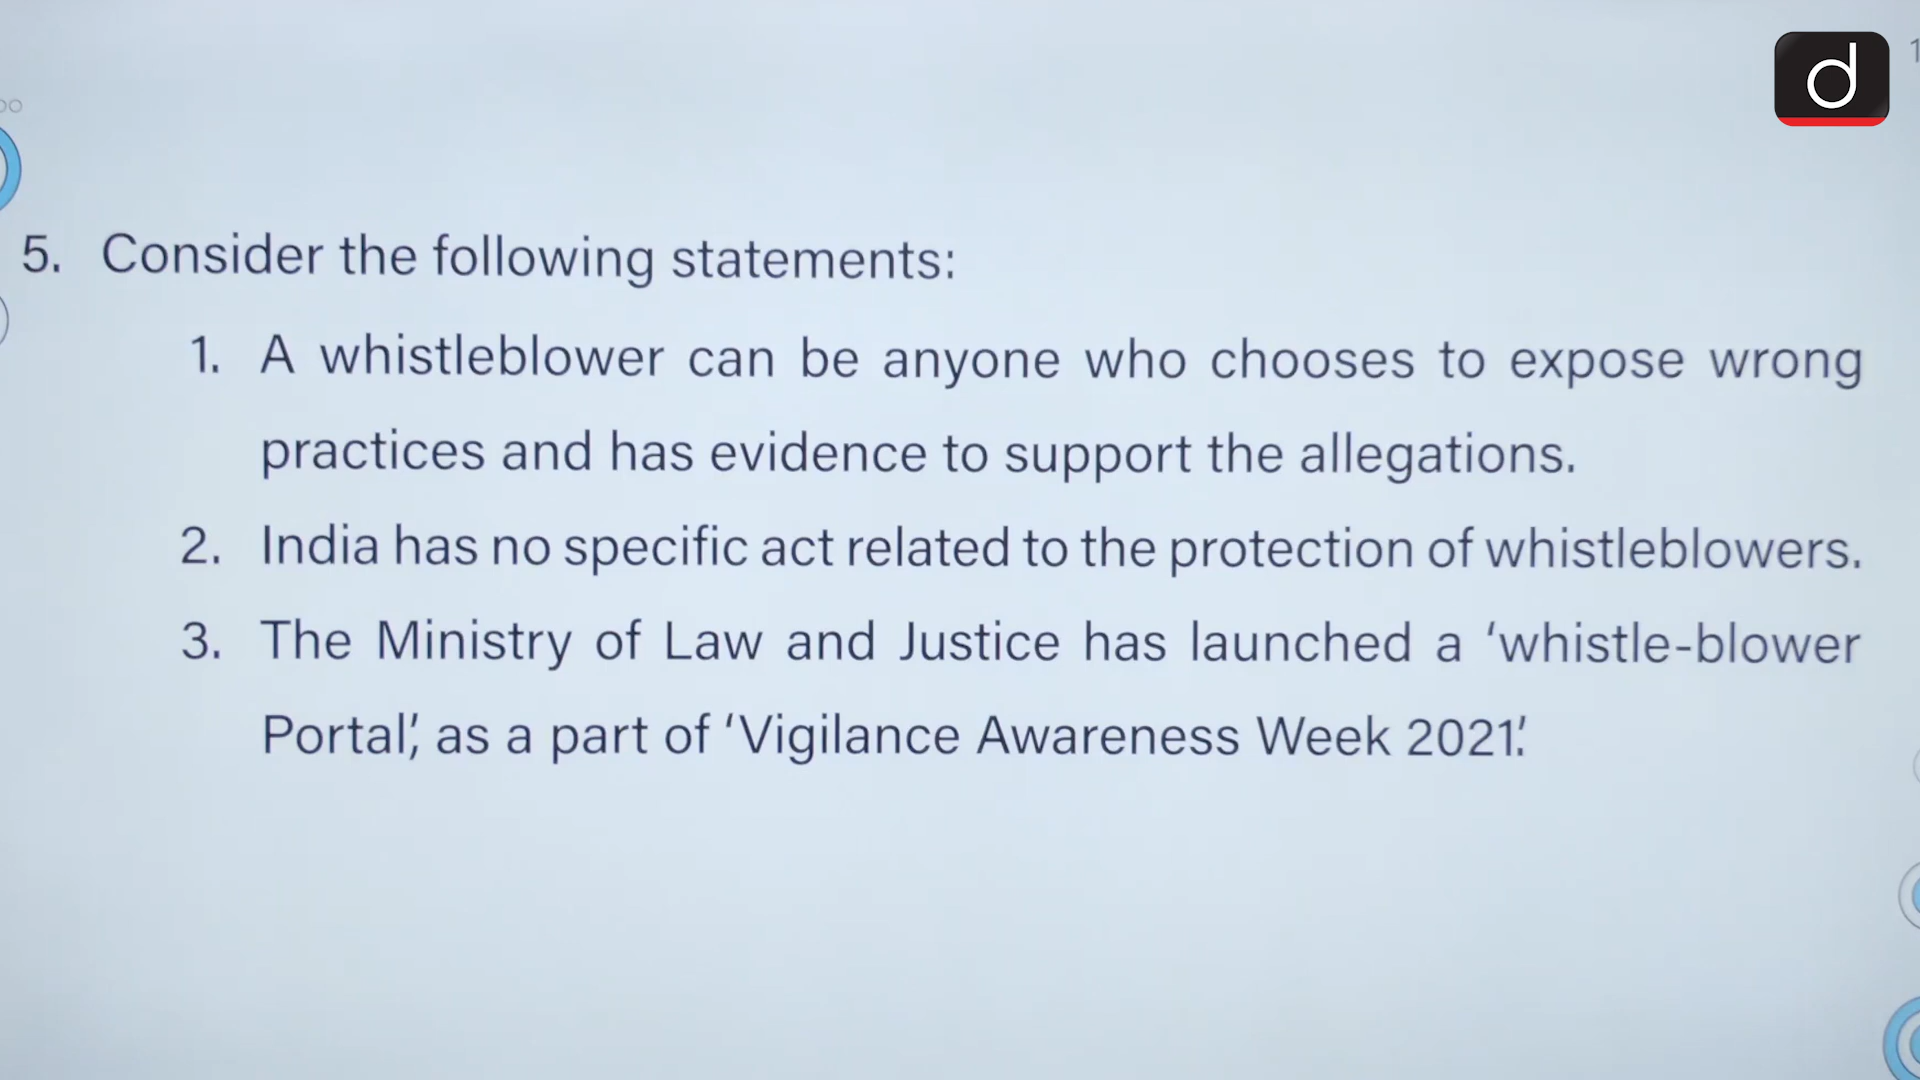 5. Consider the following statements:
1. A whistleblower can be anyone who chooses to expose wrong
practices and has evidence to support the allegations.
2. India has no specific act related to the protection of whistleblowers.
3. The Ministry of Law and Justice has launched a ‘whistle-blower
Portal’, as a part of ‘Vigilance Awareness Week 2021’.
d